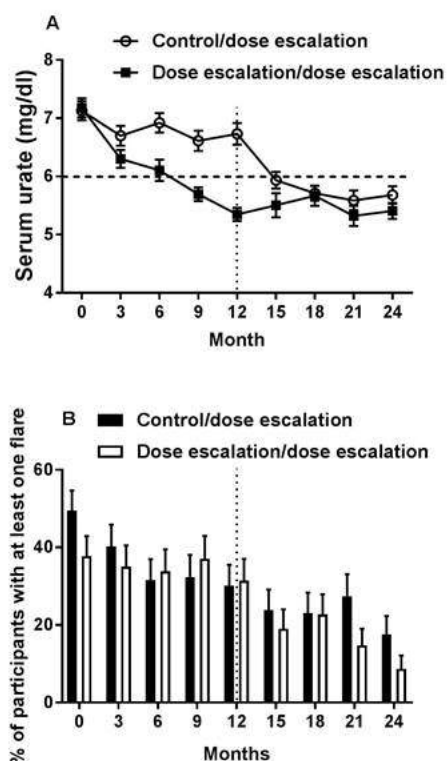 A
Control/dose escalation
Dose escalation/dose escalation
Serum urate (mg/dl)
8
7
6
5
4
0 3 6 9 12 15 18 21 24
Month
B
Control/dose escalation
Dose escalation/dose escalation
% of participants with at least one flare
60
40
20
0
0 3 6 9 12 15 18 21 24
Months